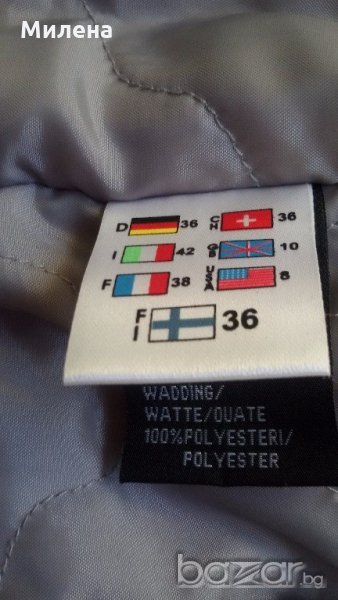 Милена
D 36 CH 36
I 42 GB 10
F 38 USA 8
FI 36
WADDING/
WATTE/OUATE
100%POLYESTERI/
POLYESTER
bazar.bg